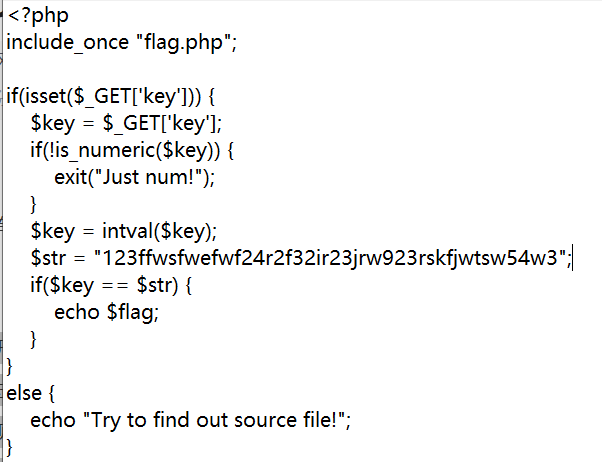 <?php
include_once "flag.php";
if(isset($_GET['key'])) {
$key = $_GET['key'];
if(!is_numeric($key)) {
exit("Just num!");
}
$key = intval($key);
$str = "123ffwsfwefwf24r2f32ir23jrw923rskfjwtsw54w3";
if($key == $str) {
echo $flag;
}
}
else {
echo "Try to find out source file!";
}